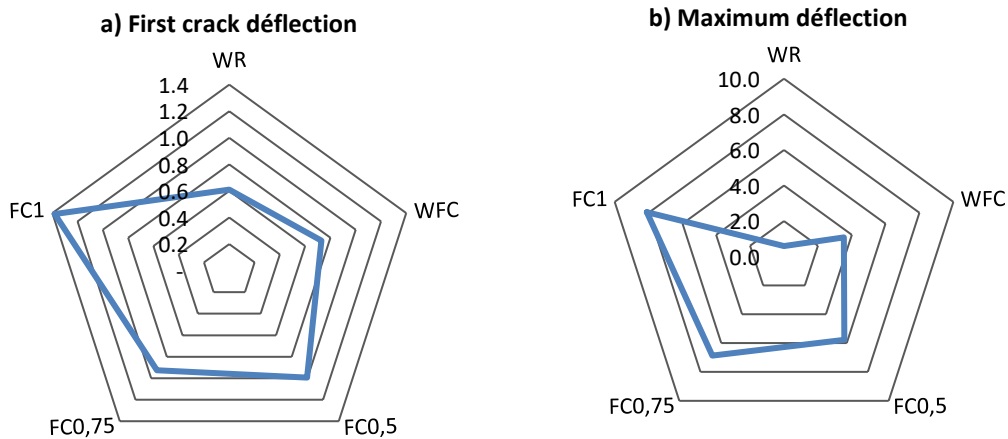 a) First crack déflection
WR
1.4
1.2
1.0
0.8
0.6
0.4
0.2
-
FC1
WFC
FC0,75
FC0,5
b) Maximum déflection
WR
10.0
8.0
6.0
4.0
2.0
0.0
FC1
WFC
FC0,75
FC0,5